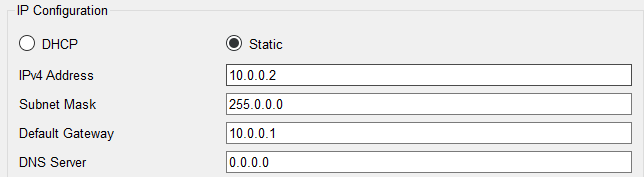 IP Configuration
DHCP Static
IPv4 Address 10.0.0.2
Subnet Mask 255.0.0.0
Default Gateway 10.0.0.1
DNS Server 0.0.0.0